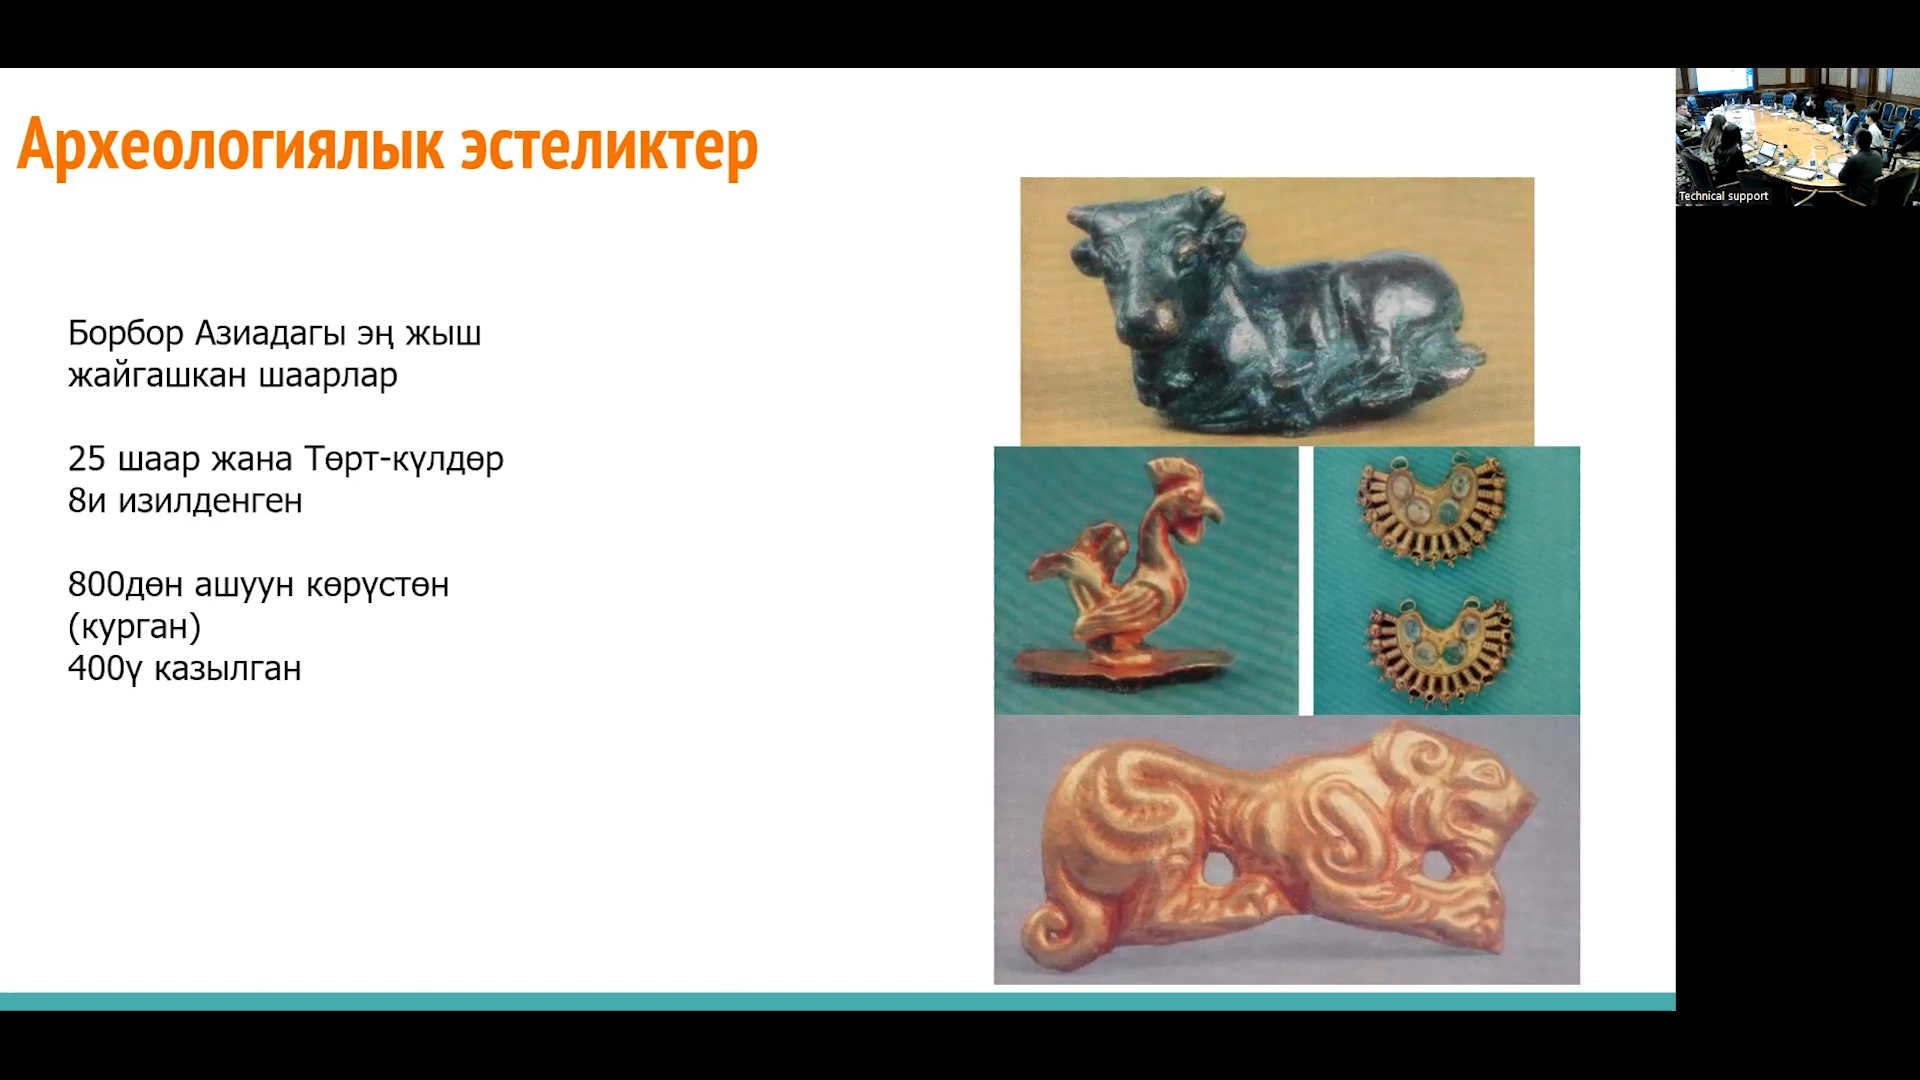 Археологиялык эстеликтер
Борбор Азиадагы эң жыш
жайгашкан шаарлар
25 шаар жана Төрт-күлдөр
8и изилденген
800дөн ашуун көрүстөн
(курган)
400ү казылган
Technical support